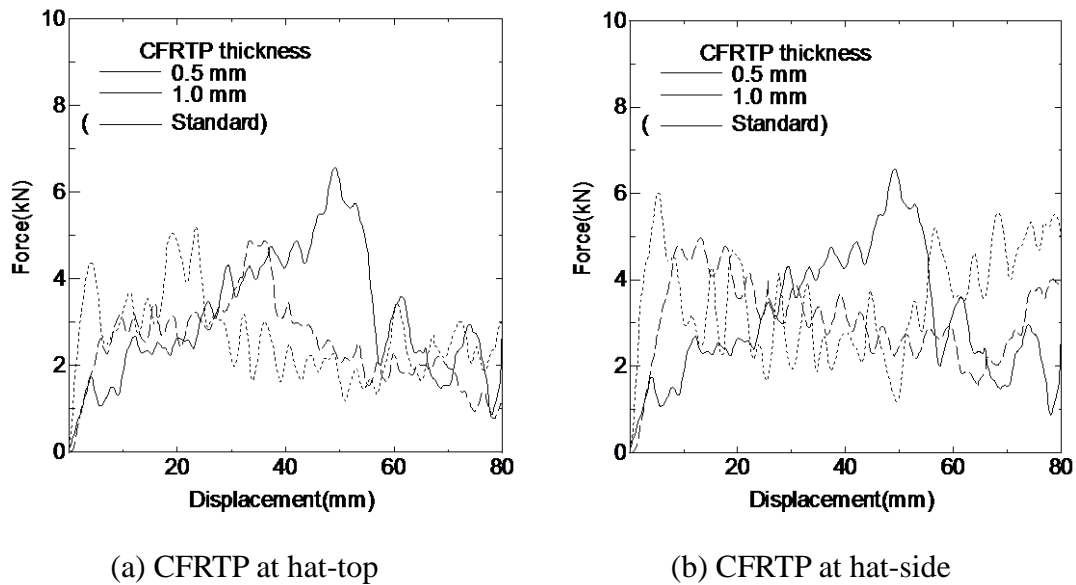 10
8
6
4
2
0
Force(kN)
CFRTP thickness
0.5 mm
1.0 mm
( Standard)
20 40 60 80
Displacement(mm)
(a) CFRTP at hat-top
10
8
6
4
2
0
Force(kN)
CFRTP thickness
0.5 mm
1.0 mm
( Standard)
20 40 60 80
Displacement(mm)
(b) CFRTP at hat-side